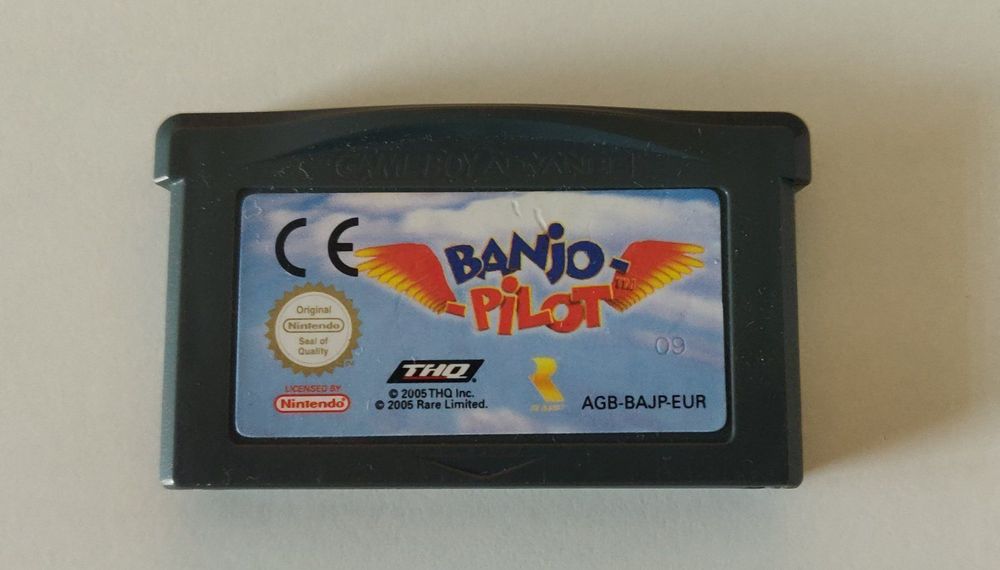 GAME BOY ADVANCE
CE
BANJO-
-PILOT
TM
Original
Nintendo
Seal of
Quality
09
LICENSED BY
Nintendo
THQ
© 2005 THQ Inc.
© 2005 Rare Limited.
AGB-BAJP-EUR